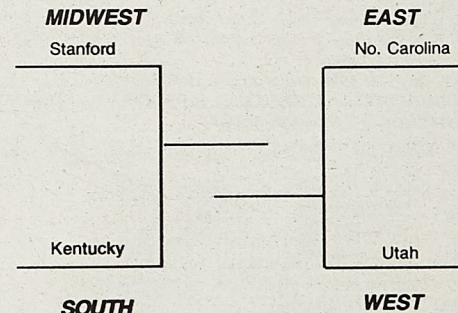 MIDWEST
Stanford
Kentucky
SOUTH
EAST
No. Carolina
Utah
WEST